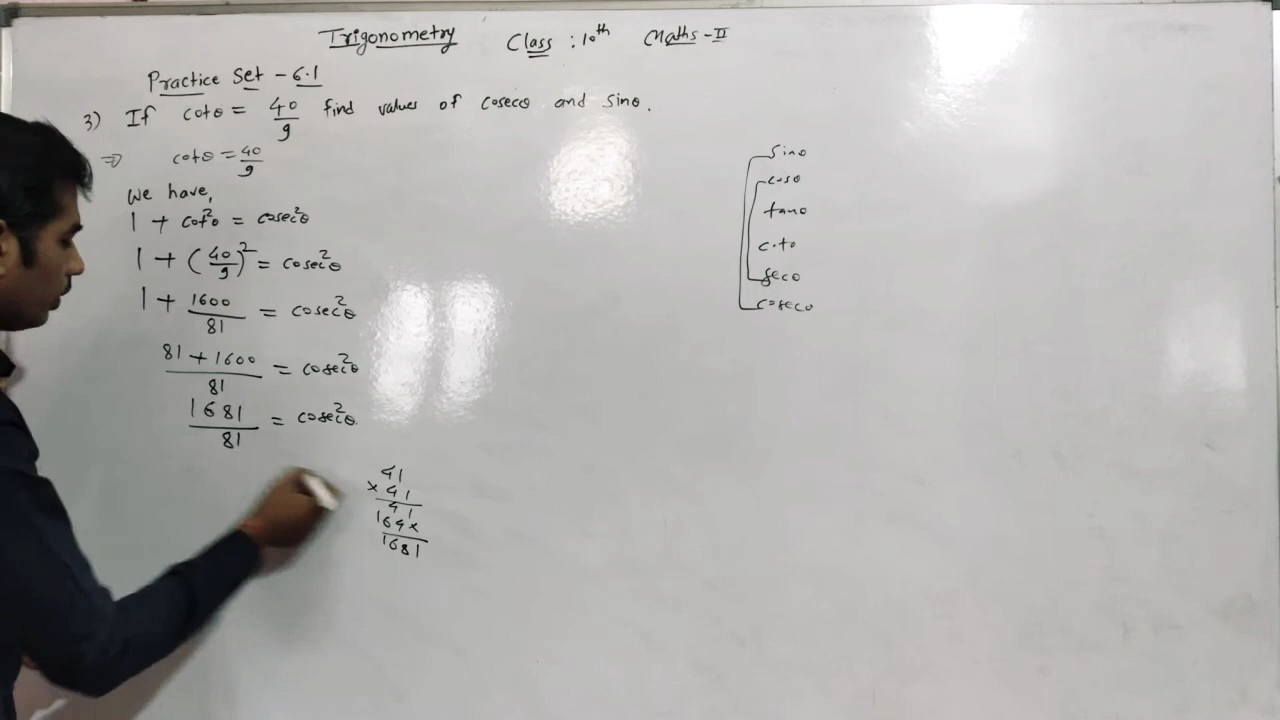 Trigonometry Class : 10th Maths - II
Practice Set - 6.1
3) If cotθ = 40/9 find values of cosecθ and sinθ.
⇒ cotθ = 40/9
We have,
1 + cot²θ = cosec²θ
1 + (40/9)² = cosec²θ
1 + 1600/81 = cosec²θ
81 + 1600/81 = cosec²θ
1681/81 = cosec²θ
41
× 41
41
164×
1681
sinθ
cosθ
tanθ
cotθ
secθ
cosecθ